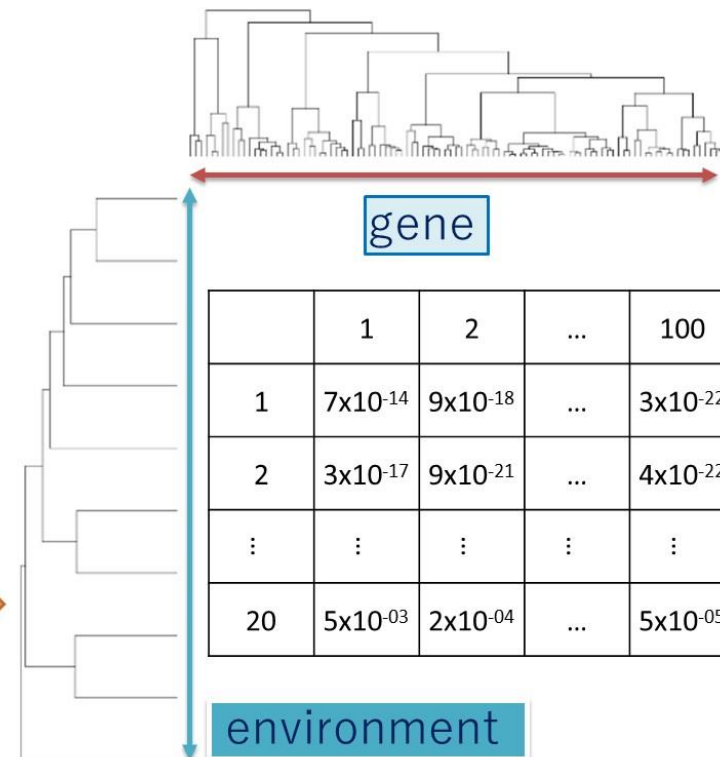 gene
1 2 ... 100
1 7x10⁻¹⁴ 9x10⁻¹⁸ ... 3x10⁻²²
2 3x10⁻¹⁷ 9x10⁻²¹ ... 4x10⁻²²
⋮ ⋮ ⋮ ⋮ ⋮
20 5x10⁻⁰³ 2x10⁻⁰⁴ ... 5x10⁻⁰⁵
environment